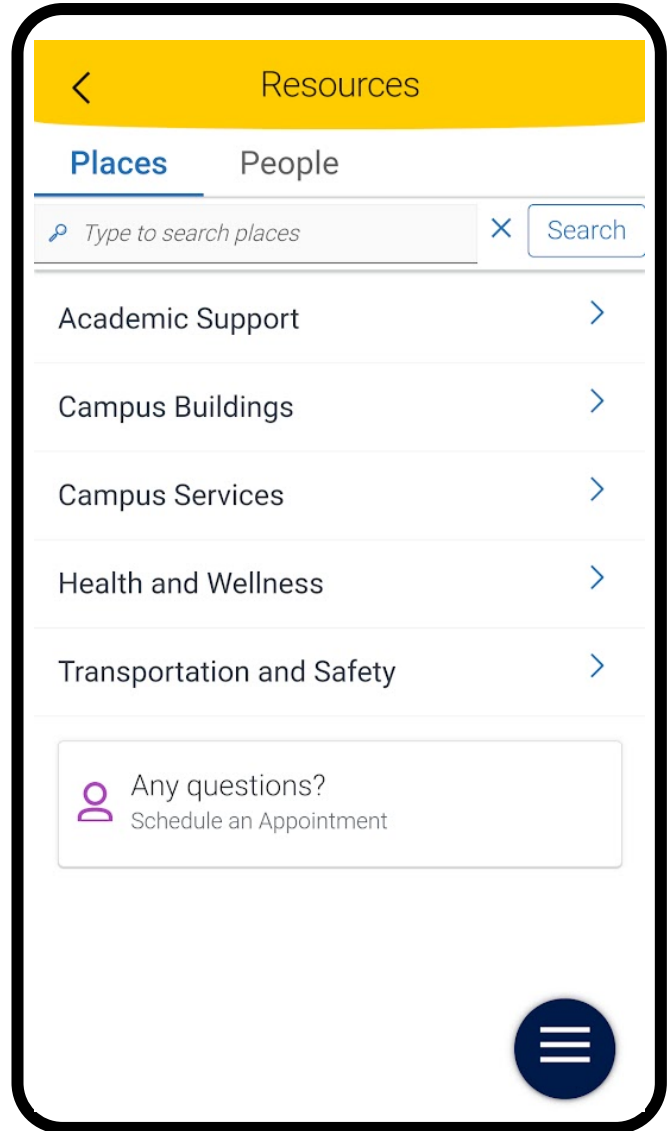 Resources
Places People
Type to search places Search
Academic Support
Campus Buildings
Campus Services
Health and Wellness
Transportation and Safety
Any questions?
Schedule an Appointment